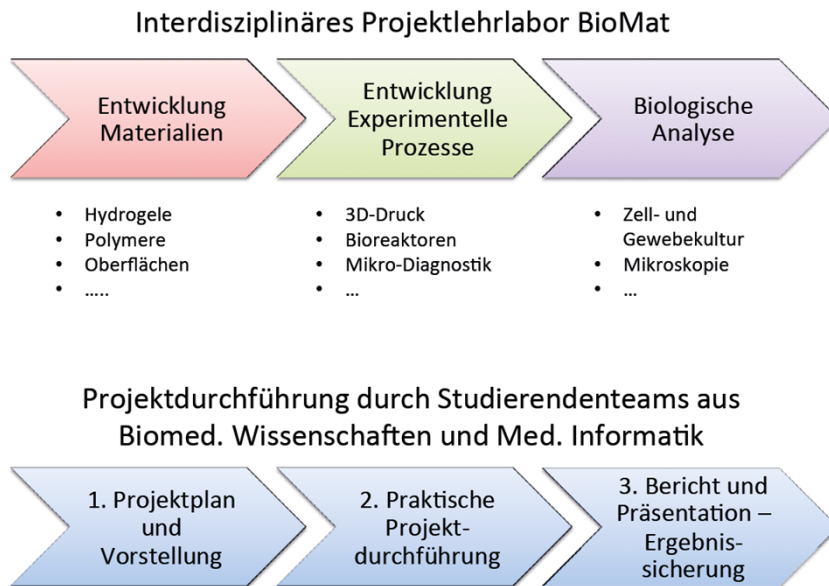 Interdisziplinäres Projektlehrlabor BioMat
Entwicklung
Materialien
Entwicklung
Experimentelle
Prozesse
Biologische
Analyse
• Hydrogele
• Polymere
• Oberflächen
• .....
• 3D-Druck
• Bioreaktoren
• Mikro-Diagnostik
• ...
• Zell- und
Gewebekultur
• Mikroskopie
• ...
Projektdurchführung durch Studierendenteams aus
Biomed. Wissenschaften und Med. Informatik
1. Projektplan
und
Vorstellung
2. Praktische
Projekt-
durchführung
3. Bericht und
Präsentation –
Ergebnis-
sicherung